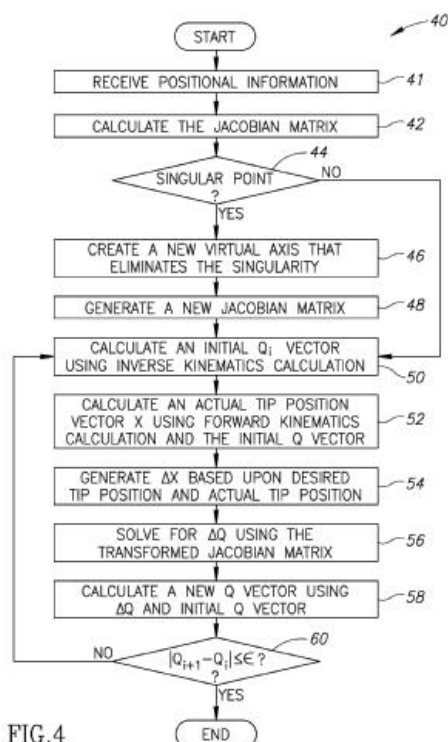 START
40
RECEIVE POSITIONAL INFORMATION
41
CALCULATE THE JACOBIAN MATRIX
42
44
SINGULAR POINT
?
NO
YES
CREATE A NEW VIRTUAL AXIS THAT
ELIMINATES THE SINGULARITY
46
GENERATE A NEW JACOBIAN MATRIX
48
CALCULATE AN INITIAL Qi VECTOR
USING INVERSE KINEMATICS CALCULATION
50
CALCULATE AN ACTUAL TIP POSITION
VECTOR X USING FORWARD KINEMATICS
CALCULATION AND THE INITIAL Q VECTOR
52
GENERATE ΔX BASED UPON DESIRED
TIP POSITION AND ACTUAL TIP POSITION
54
SOLVE FOR ΔQ USING THE
TRANSFORMED JACOBIAN MATRIX
56
CALCULATE A NEW Q VECTOR USING
ΔQ AND INITIAL Q VECTOR
58
60
NO
|Qi+1-Qi|≤∈?
?
YES
FIG.4
END